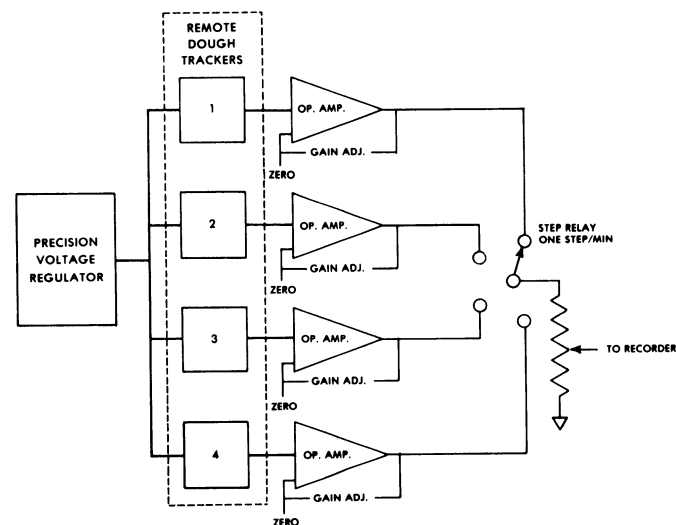 REMOTE
DOUGH
TRACKERS
PRECISION
VOLTAGE
REGULATOR
1
OP. AMP.
GAIN ADJ.
ZERO
2
OP. AMP.
GAIN ADJ.
ZERO
3
OP. AMP.
GAIN ADJ.
ZERO
4
OP. AMP.
GAIN ADJ.
ZERO
STEP RELAY
ONE STEP/MIN
TO RECORDER